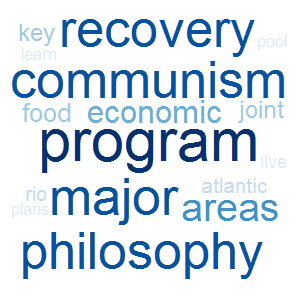 key recovery
learn pool
communism
food economic joint
program
live
rio major atlantic
plans areas
philosophy